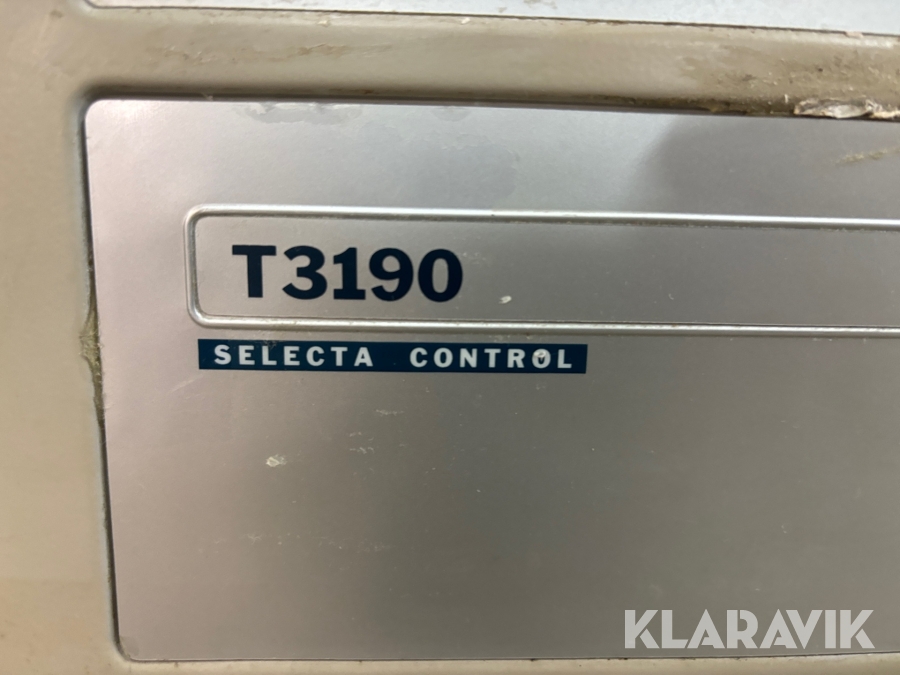 T3190
SELECTA CONTROL
KLARAVIK